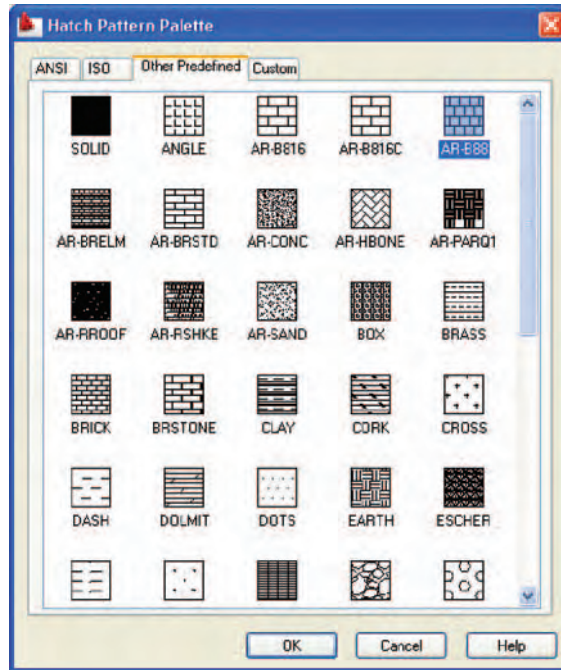 Hatch Pattern Palette
ANSI ISO Other Predefined Custom
SOLID ANGLE AR-B816 AR-B816C AR-B88
AR-BRELM AR-BRSTD AR-CONC AR-HBONE AR-PARQ1
AR-RROOF AR-RSHKE AR-SAND BOX BRASS
BRICK BRSTONE CLAY CORK CROSS
DASH DOLMIT DOTS EARTH ESCHER
OK Cancel Help